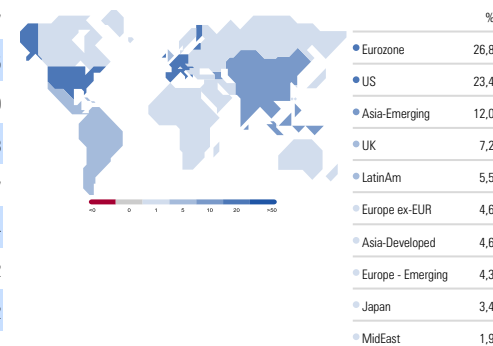 %
Eurozone 26,8
US 23,4
Asia-Emerging 12,0
UK 7,2
LatinAm 5,5
Europe ex-EUR 4,6
Asia-Developed 4,6
Europe - Emerging 4,3
Japan 3,4
MidEast 1,9
<0 0 1 5 10 20 >50